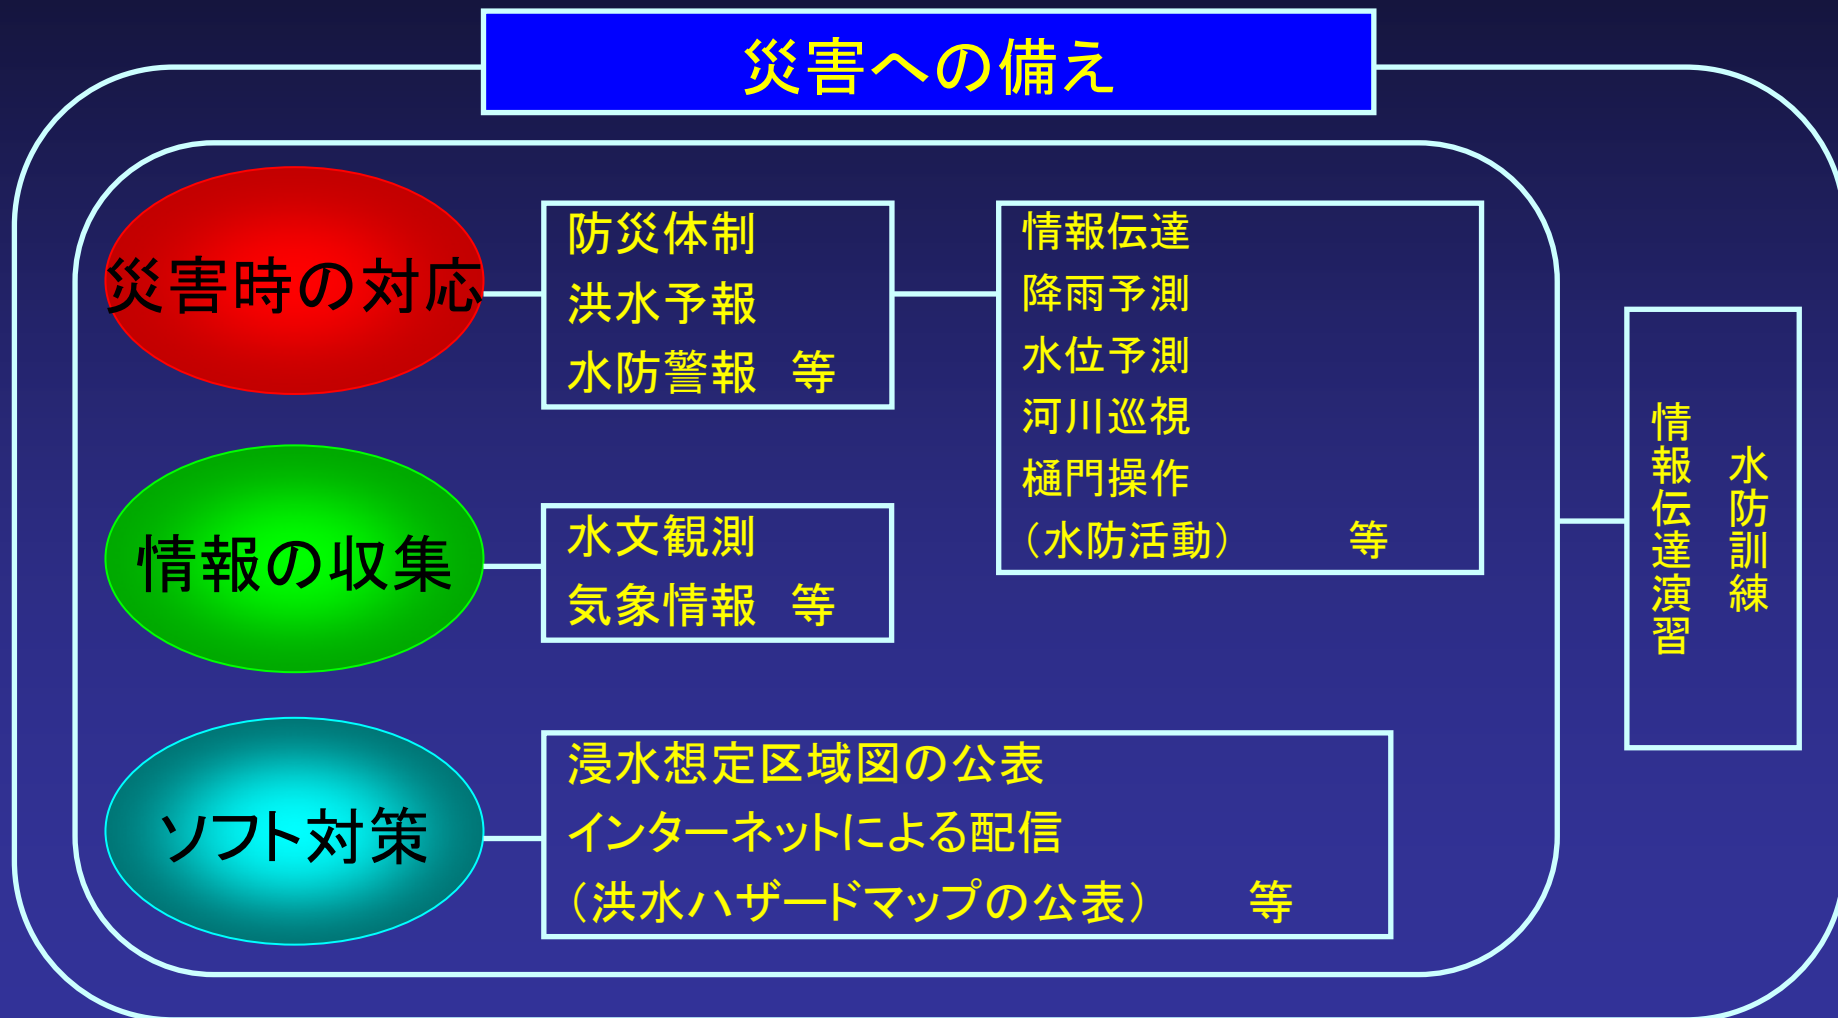 災害への備え
災害時の対応
防災体制
洪水予報
水防警報　等
情報伝達
降雨予測
水位予測
河川巡視
樋門操作
（水防活動）　　　等
情報の収集
水文観測
気象情報　等
ソフト対策
浸水想定区域図の公表
インターネットによる配信
（洪水ハザードマップの公表）　　等
水防訓練
情報伝達演習